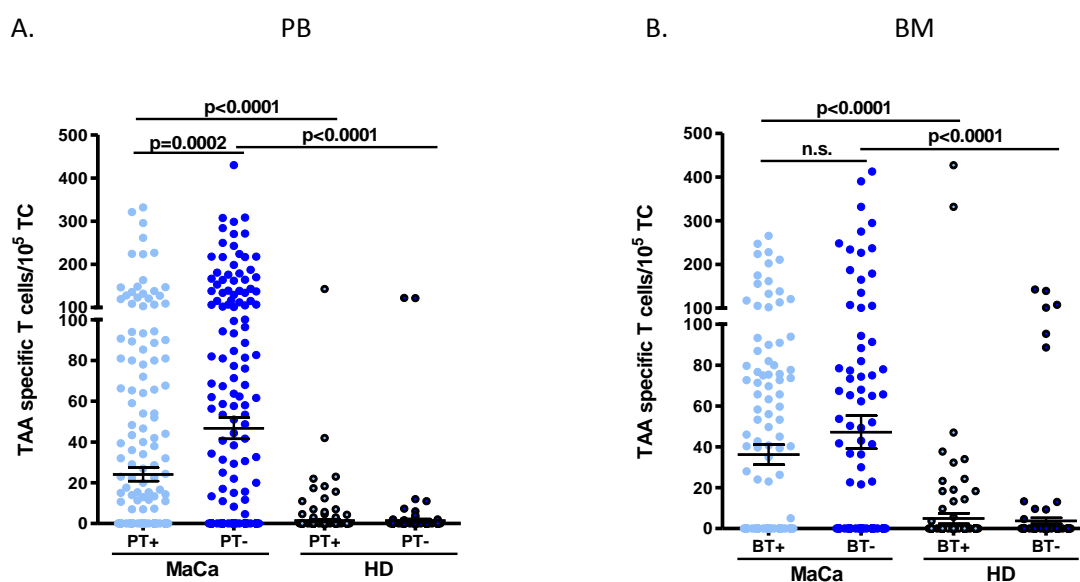 A. PB
p<0.0001
p=0.0002 p<0.0001
TAA specific T cells/10⁵ TC
500
400
300
200
100
100
80
60
40
20
0
PT+ PT- PT+ PT-
MaCa HD
B. BM
p<0.0001
n.s. p<0.0001
TAA specific T cells/10⁵ TC
500
400
300
200
100
100
80
60
40
20
0
BT+ BT- BT+ BT-
MaCa HD